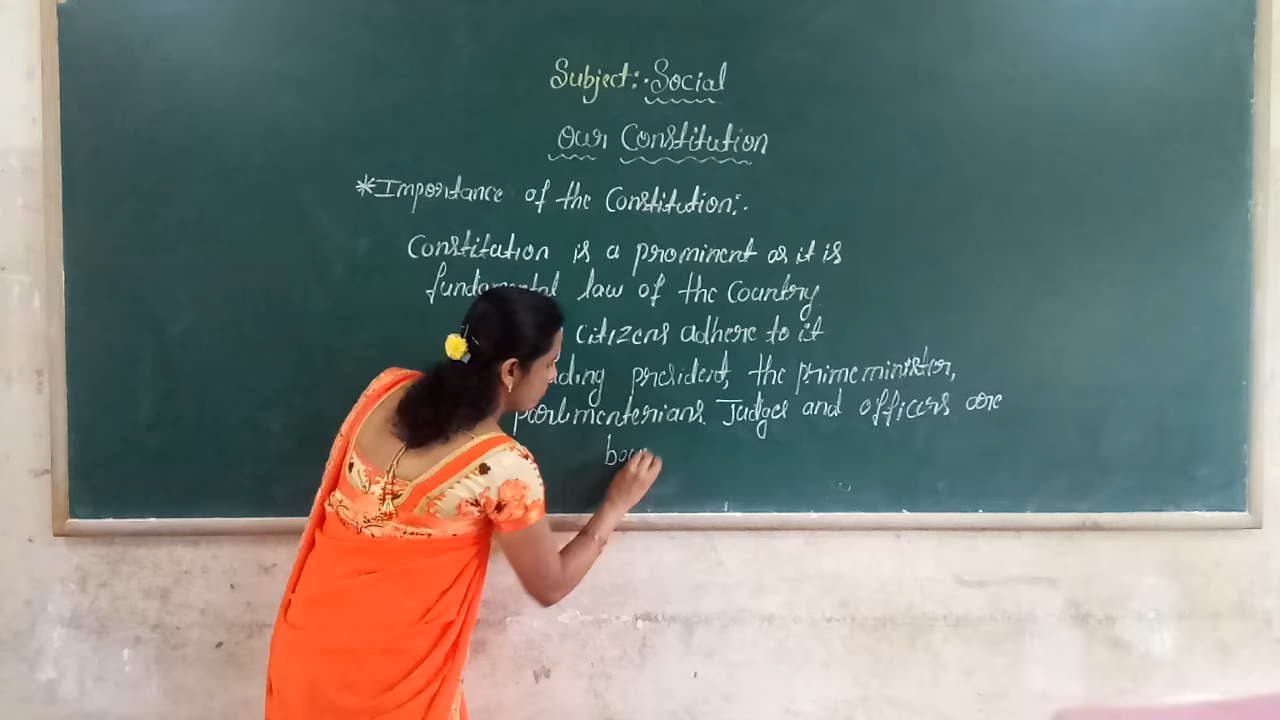 Subject:- Social
Our Constitution
*Importance of the Constitution:-
Constitution is a prominent as it is
fundamental law of the Country
citizens adhere to it
president, the prime minister,
parlimenterians. Judges and officers are